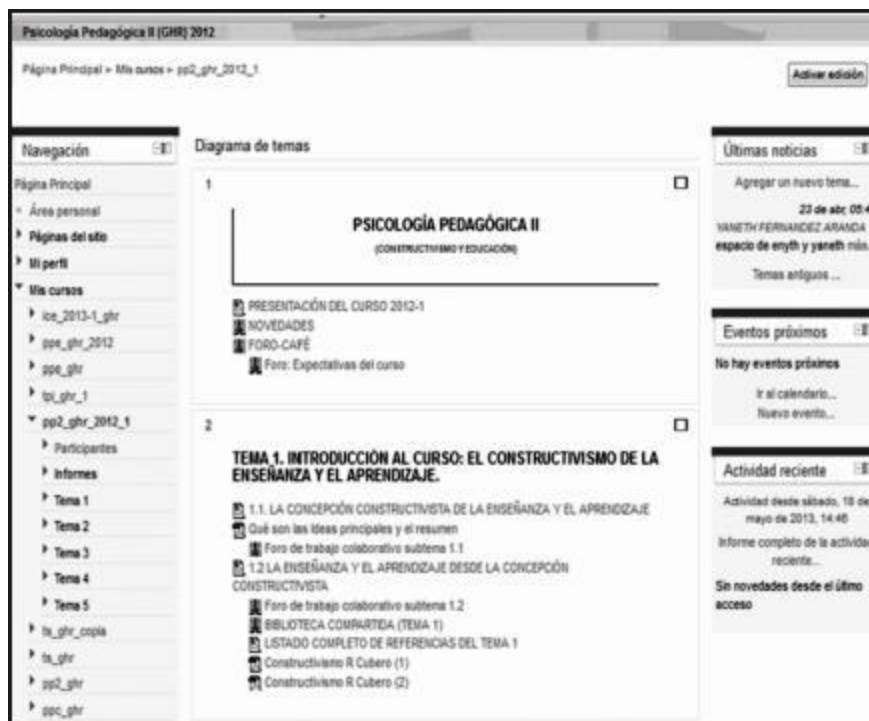 Psicología Pedagógica II (GHR) 2012
Página Principal ► Mis cursos ► pp2_ghr_2012_1
Activar edición
Navegación
Página Principal
Área personal
Páginas del sitio
Mi perfil
Mis cursos
ice_2013-1_ghr
ppe_ghr_2012
ppe_ghr
tpi_ghr_1
pp2_ghr_2012_1
Participantes
Informes
Tema 1
Tema 2
Tema 3
Tema 4
Tema 5
ts_ghr_copia
ts_ghr
pp2_ghr
ppc_ghr
Diagrama de temas
1
PSICOLOGÍA PEDAGÓGICA II
(CONSTRUCTIVISMO Y EDUCACIÓN)
PRESENTACIÓN DEL CURSO 2012-1
NOVEDADES
FORO-CAFÉ
Foro: Expectativas del curso
2
TEMA 1. INTRODUCCIÓN AL CURSO: EL CONSTRUCTIVISMO DE LA
ENSEÑANZA Y EL APRENDIZAJE.
1.1. LA CONCEPCIÓN CONSTRUCTIVISTA DE LA ENSEÑANZA Y EL APRENDIZAJE
Qué son las Ideas principales y el resumen
Foro de trabajo colaborativo subtema 1.1
1.2 LA ENSEÑANZA Y EL APRENDIZAJE DESDE LA CONCEPCIÓN
CONSTRUCTIVISTA
Foro de trabajo colaborativo subtema 1.2
BIBLIOTECA COMPARTIDA (TEMA 1)
LISTADO COMPLETO DE REFERENCIAS DEL TEMA 1
Constructivismo R Cubero (1)
Constructivismo R Cubero (2)
Últimas noticias
Agregar un nuevo tema...
23 de abr, 05:4
YANETH FERNANDEZ ARANDA
espacio de enyth y yaneth más.
Temas antiguos ...
Eventos próximos
No hay eventos próximos
Ir al calendario...
Nuevo evento...
Actividad reciente
Actividad desde sábado, 18 de
mayo de 2013, 14:46
Informe completo de la actividad
reciente...
Sin novedades desde el último
acceso